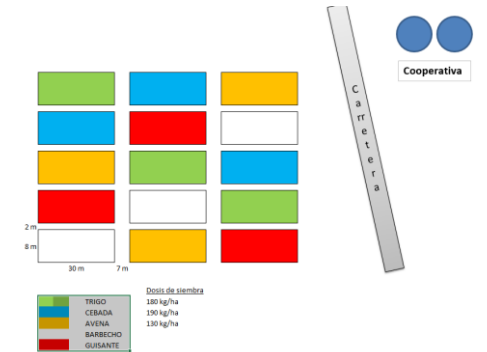 Cooperativa
Carretera
2 m
8 m
30 m
7 m
Dosis de siembra
TRIGO 180 kg/ha
CEBADA 190 kg/ha
AVENA 130 kg/ha
BARBECHO
GUISANTE